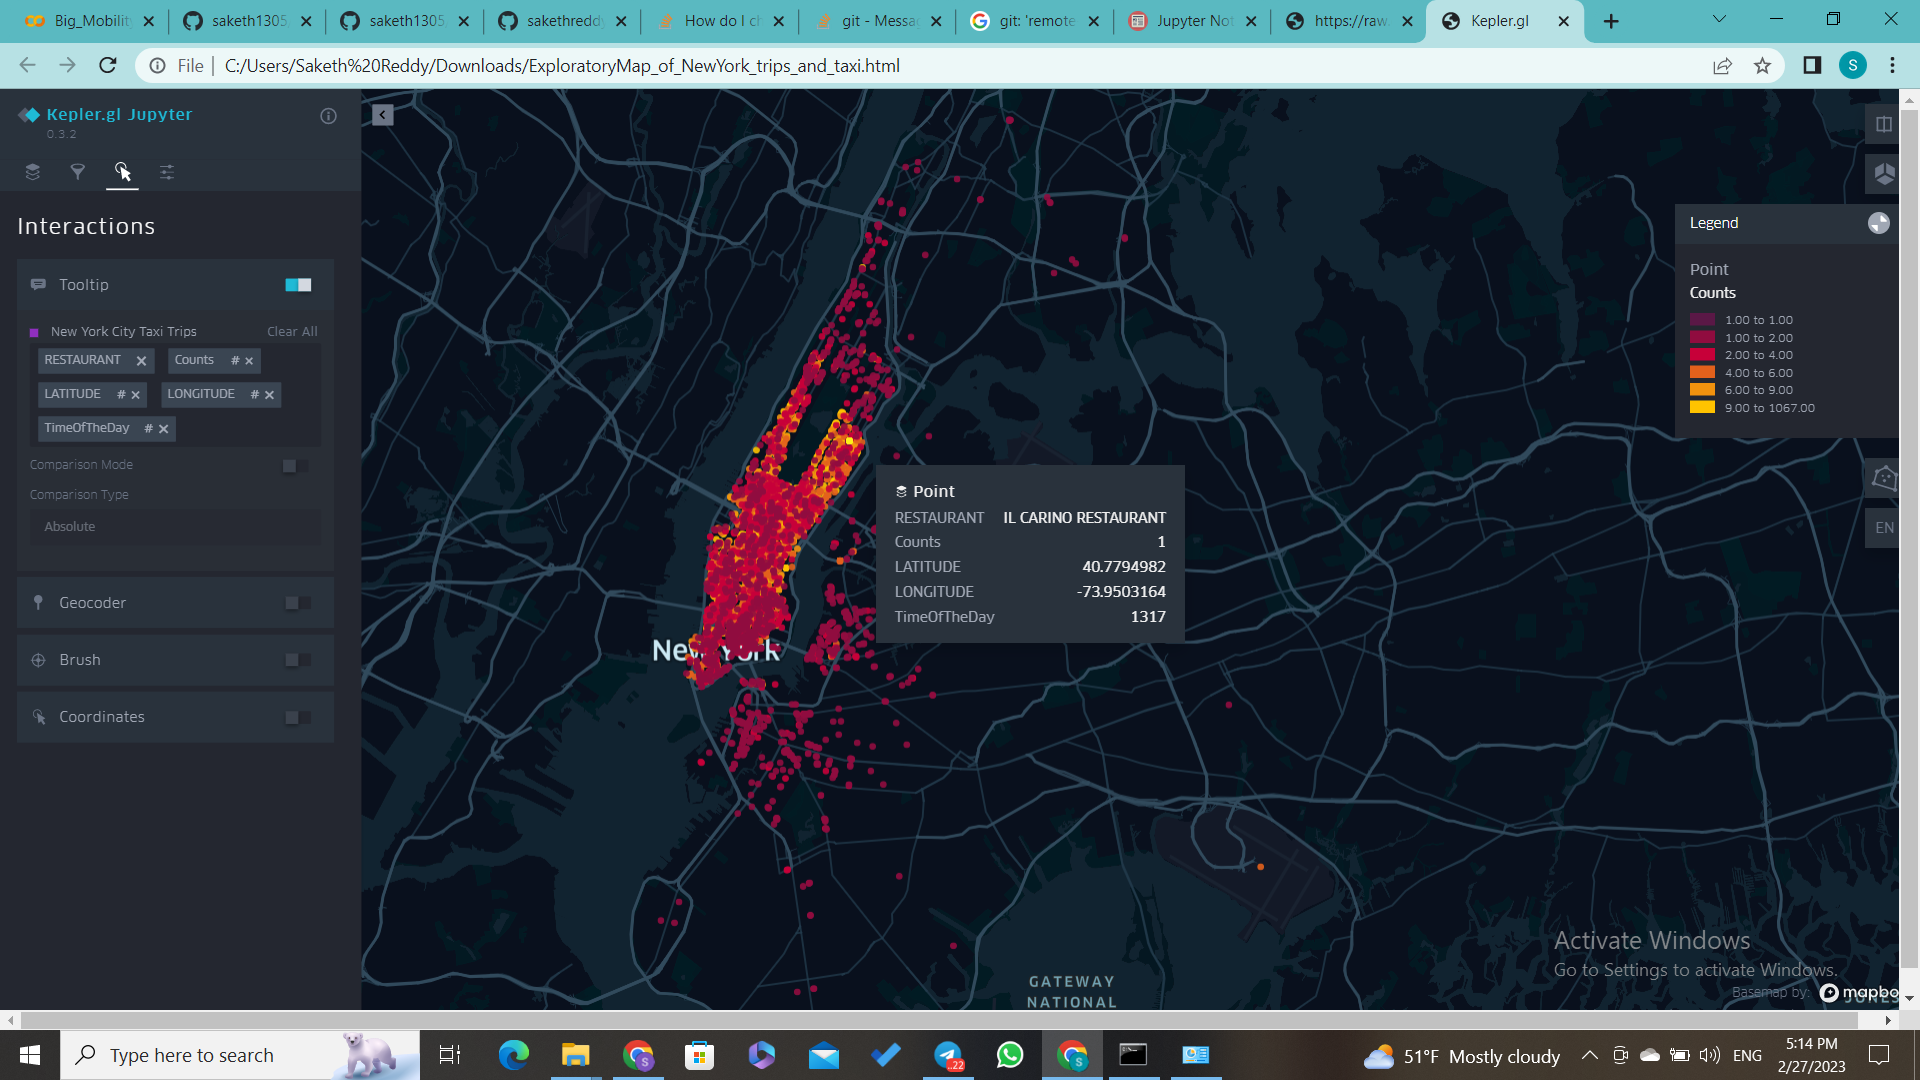 Big_Mobility
saketh1305
saketh1305
sakethreddy
How do I ch
git - Messag
git: 'remote
Jupyter Not
https://raw.
Kepler.gl
File
C:/Users/Saketh%20Reddy/Downloads/ExploratoryMap_of_NewYork_trips_and_taxi.html
S
Kepler.gl Jupyter
0.3.2
Interactions
Tooltip
New York City Taxi Trips
Clear All
RESTAURANT
Counts #
LATITUDE #
LONGITUDE #
TimeOfTheDay #
Comparison Mode
Comparison Type
Absolute
Geocoder
Brush
Coordinates
New York
Point
RESTAURANT IL CARINO RESTAURANT
Counts 1
LATITUDE 40.7794982
LONGITUDE -73.9503164
TimeOfTheDay 1317
Legend
Point
Counts
1.00 to 1.00
1.00 to 2.00
2.00 to 4.00
4.00 to 6.00
6.00 to 9.00
9.00 to 1067.00
EN
GATEWAY
NATIONAL
Activate Windows
Go to Settings to activate Windows.
Basemap by: mapbo
Type here to search
S
..22
S
51°F Mostly cloudy
ENG
5:14 PM
2/27/2023